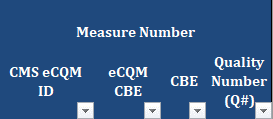 Measure Number
CMS eCQM ID
eCQM CBE
CBE
Quality Number (Q#)